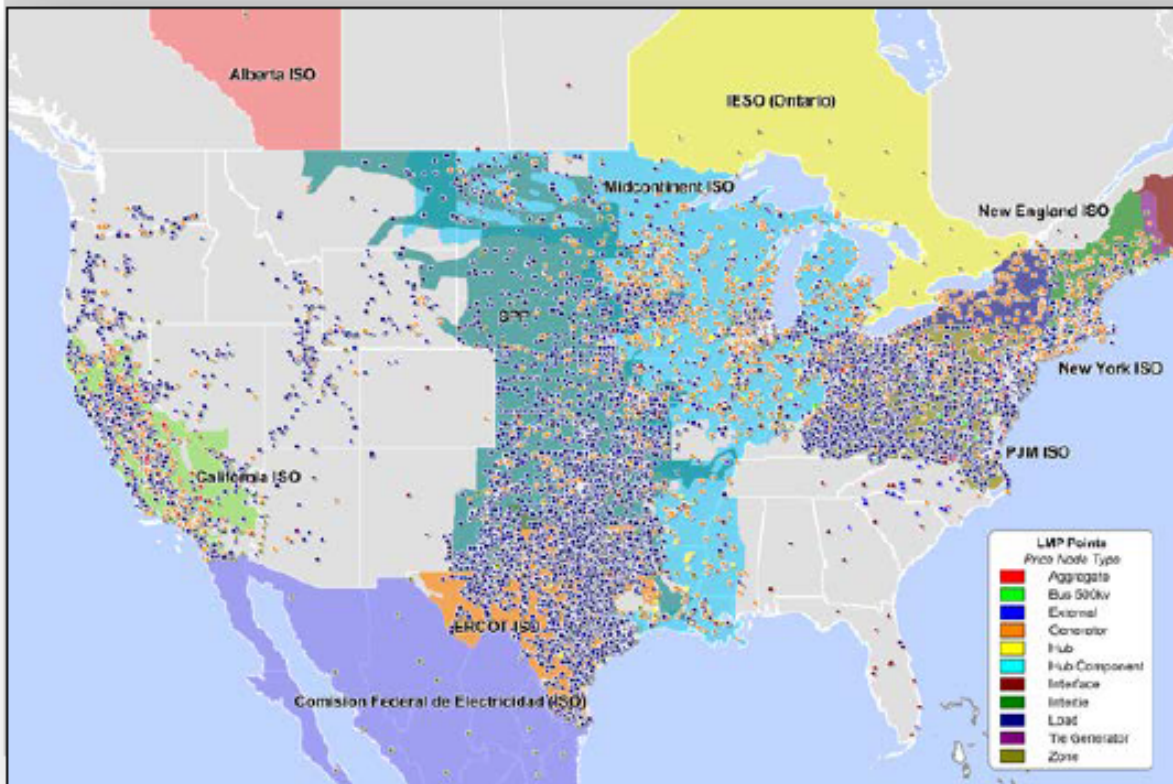 Alberta ISO
IESO (Ontario)
Midcontinent ISO
New England ISO
SPP
New York ISO
PJM ISO
California ISO
ERCOT ISO
Comision Federal de Electricidad (ISO)
LMP Points
Price Node Type
Aggregate
Bus 500kv
External
Generator
Hub
Hub Component
Interface
Intertie
Load
Tie Generator
Zone